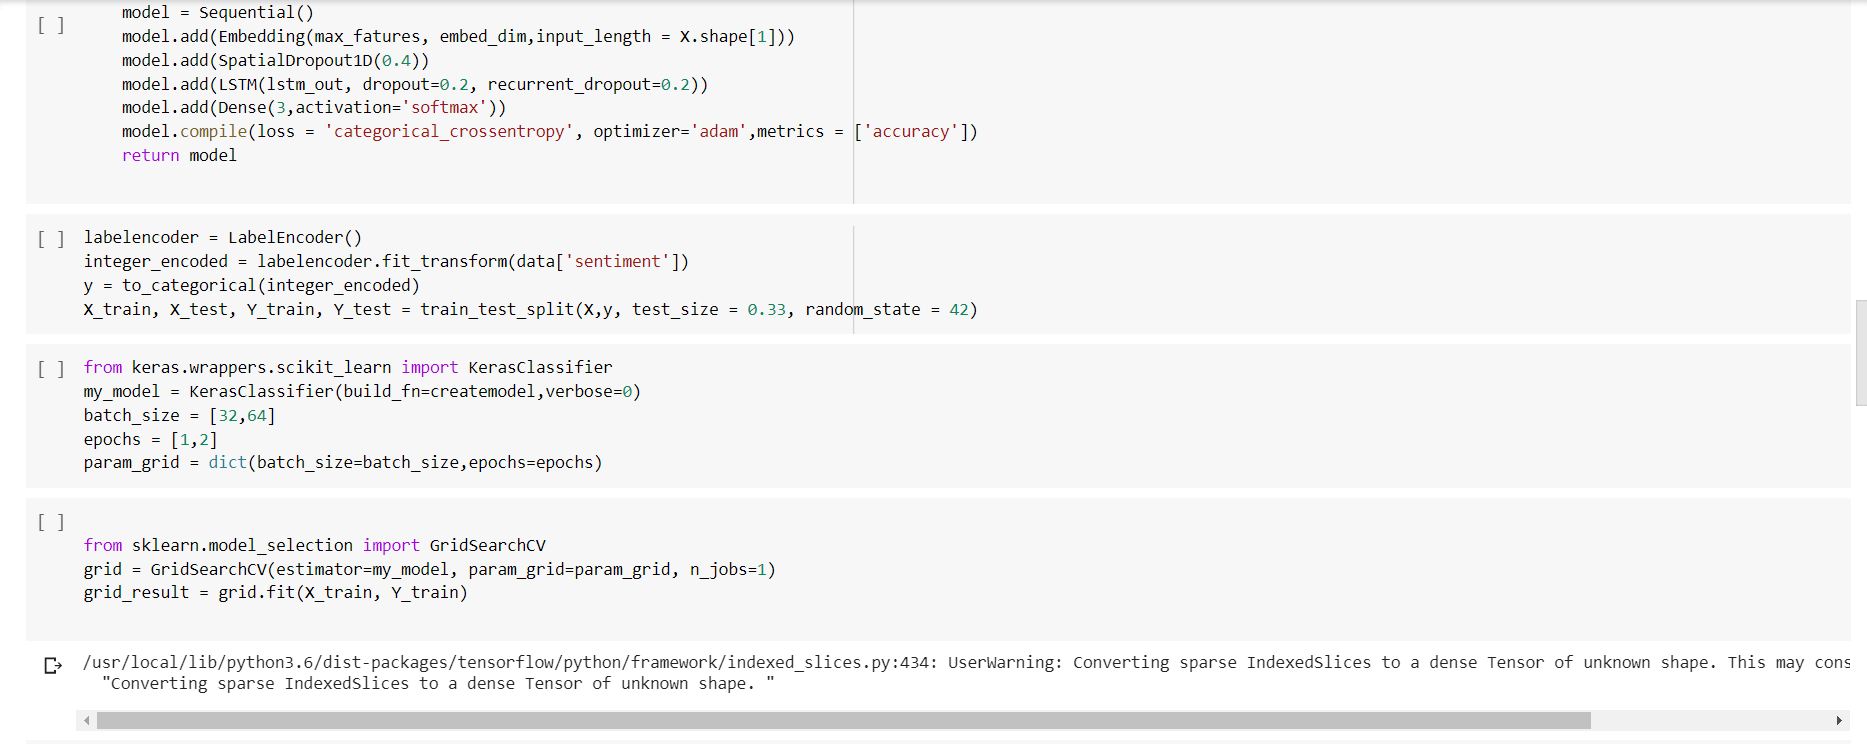 model = Sequential()
[ ]
model.add(Embedding(max_fatures, embed_dim,input_length = X.shape[1]))
model.add(SpatialDropout1D(0.4))
model.add(LSTM(lstm_out, dropout=0.2, recurrent_dropout=0.2))
model.add(Dense(3,activation='softmax'))
model.compile(loss = 'categorical_crossentropy', optimizer='adam',metrics = ['accuracy'])
return model
[ ] labelencoder = LabelEncoder()
integer_encoded = labelencoder.fit_transform(data['sentiment'])
y = to_categorical(integer_encoded)
X_train, X_test, Y_train, Y_test = train_test_split(X,y, test_size = 0.33, random_state = 42)
[ ] from keras.wrappers.scikit_learn import KerasClassifier
my_model = KerasClassifier(build_fn=createmodel,verbose=0)
batch_size = [32,64]
epochs = [1,2]
param_grid = dict(batch_size=batch_size,epochs=epochs)
[ ]
from sklearn.model_selection import GridSearchCV
grid = GridSearchCV(estimator=my_model, param_grid=param_grid, n_jobs=1)
grid_result = grid.fit(X_train, Y_train)
/usr/local/lib/python3.6/dist-packages/tensorflow/python/framework/indexed_slices.py:434: UserWarning: Converting sparse IndexedSlices to a dense Tensor of unknown shape. This may cons
"Converting sparse IndexedSlices to a dense Tensor of unknown shape. "